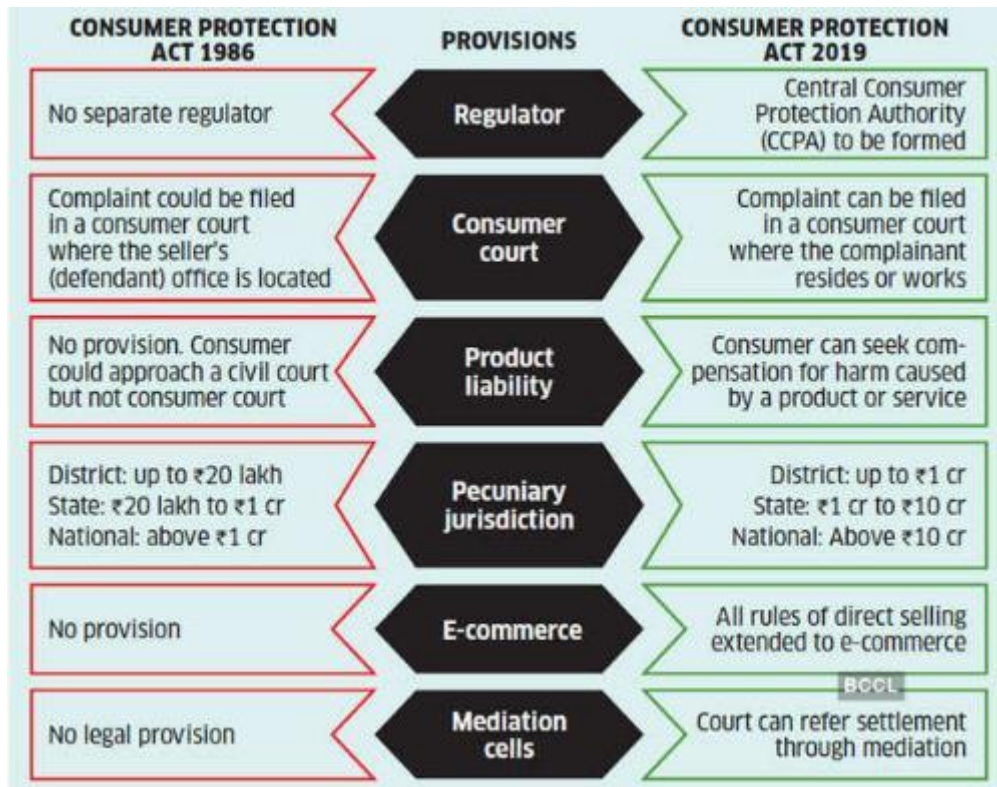 CONSUMER PROTECTION
ACT 1986
PROVISIONS
CONSUMER PROTECTION
ACT 2019
No separate regulator
Regulator
Central Consumer
Protection Authority
(CCPA) to be formed
Complaint could be filed
in a consumer court
where the seller's
(defendant) office is located
Consumer
court
Complaint can be filed
in a consumer court
where the complainant
resides or works
No provision. Consumer
could approach a civil court
but not consumer court
Product
liability
Consumer can seek com-
pensation for harm caused
by a product or service
District: up to ₹20 lakh
State: ₹20 lakh to ₹1 cr
National: above ₹1 cr
Pecuniary
jurisdiction
District: up to ₹1 cr
State: ₹1 cr to ₹10 cr
National: Above ₹10 cr
No provision
E-commerce
All rules of direct selling
extended to e-commerce
BCCL
No legal provision
Mediation
cells
Court can refer settlement
through mediation